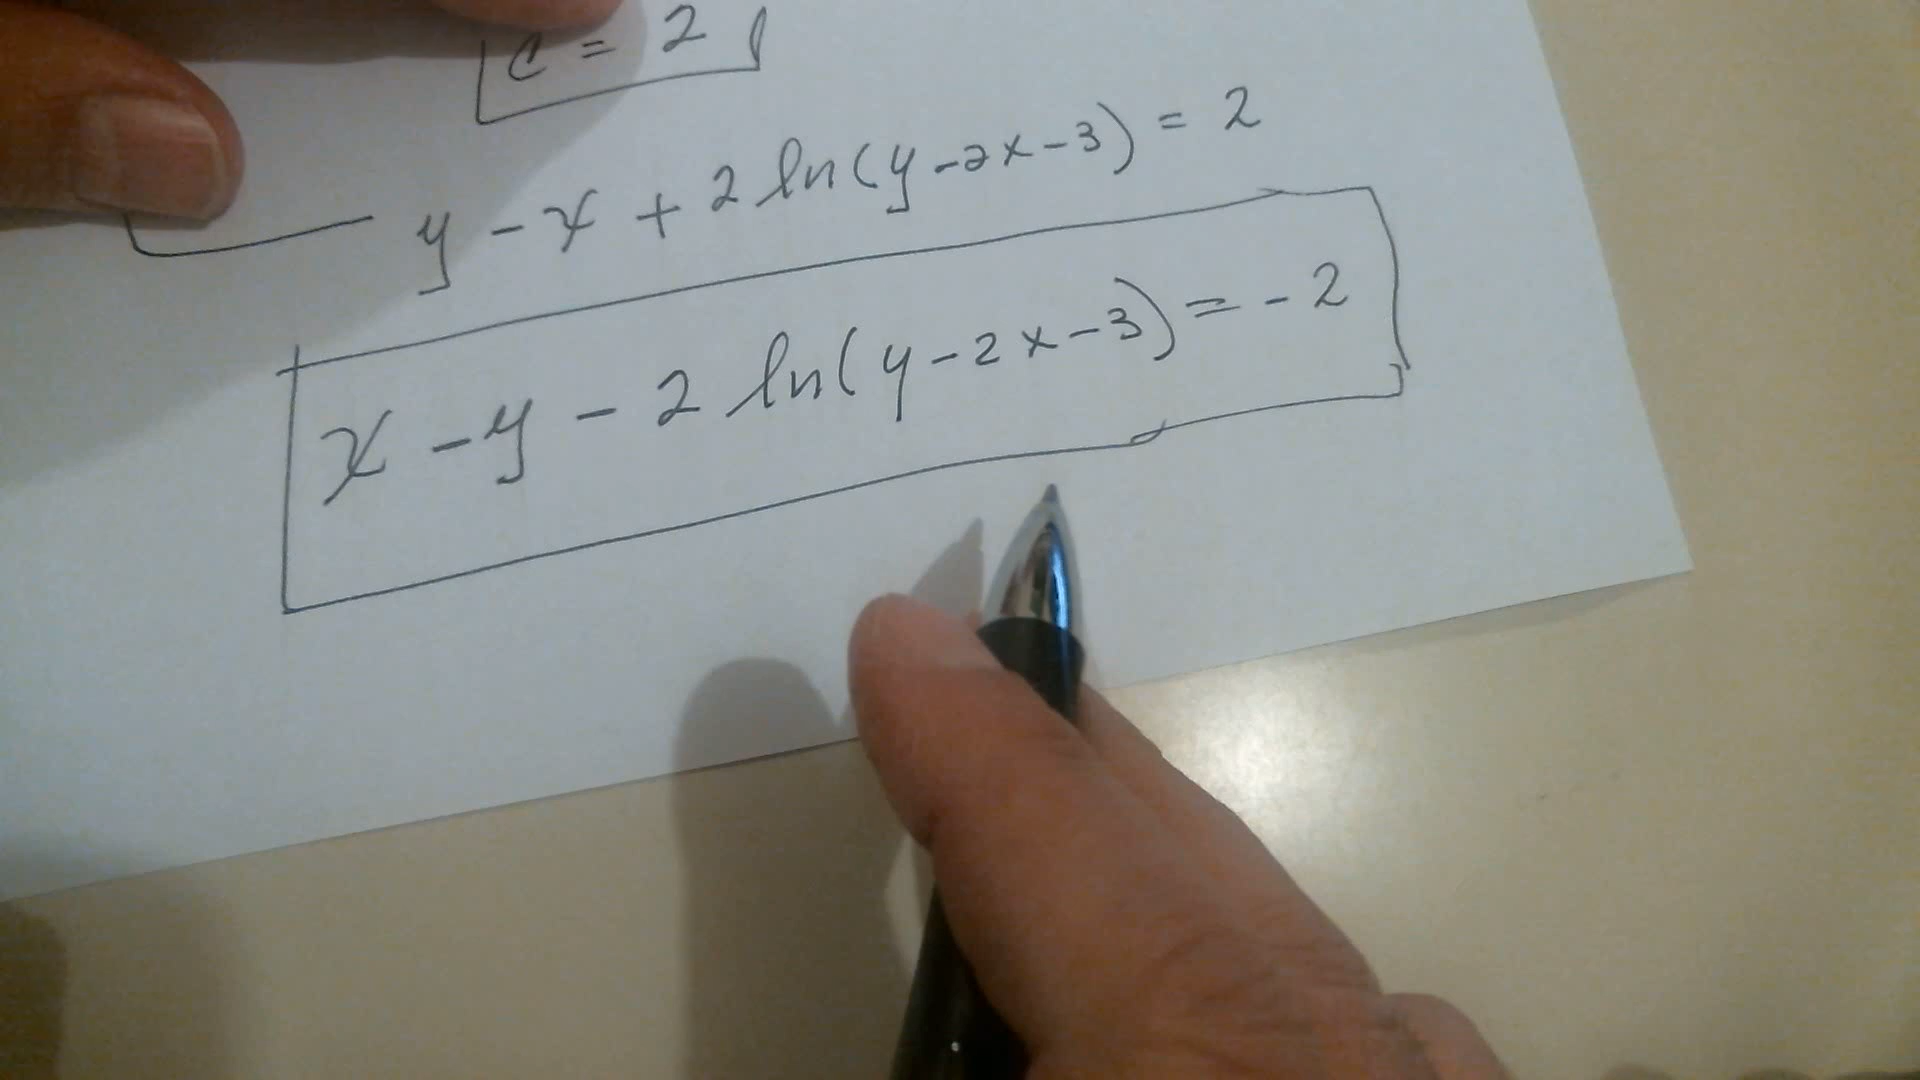 c = 2
y - x + 2 ln(y-2x-3) = 2
x - y - 2 ln(y-2x-3) = -2